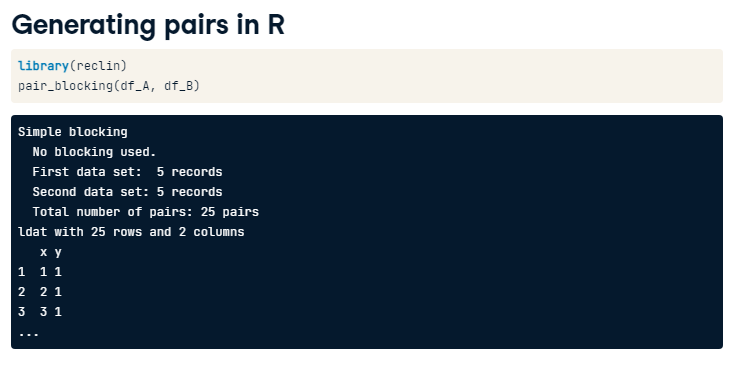 Generating pairs in R
library(reclin)
pair_blocking(df_A, df_B)
Simple blocking
  No blocking used.
  First data set:  5 records
  Second data set: 5 records
  Total number of pairs: 25 pairs
ldat with 25 rows and 2 columns
   x y
1  1 1
2  2 1
3  3 1
...